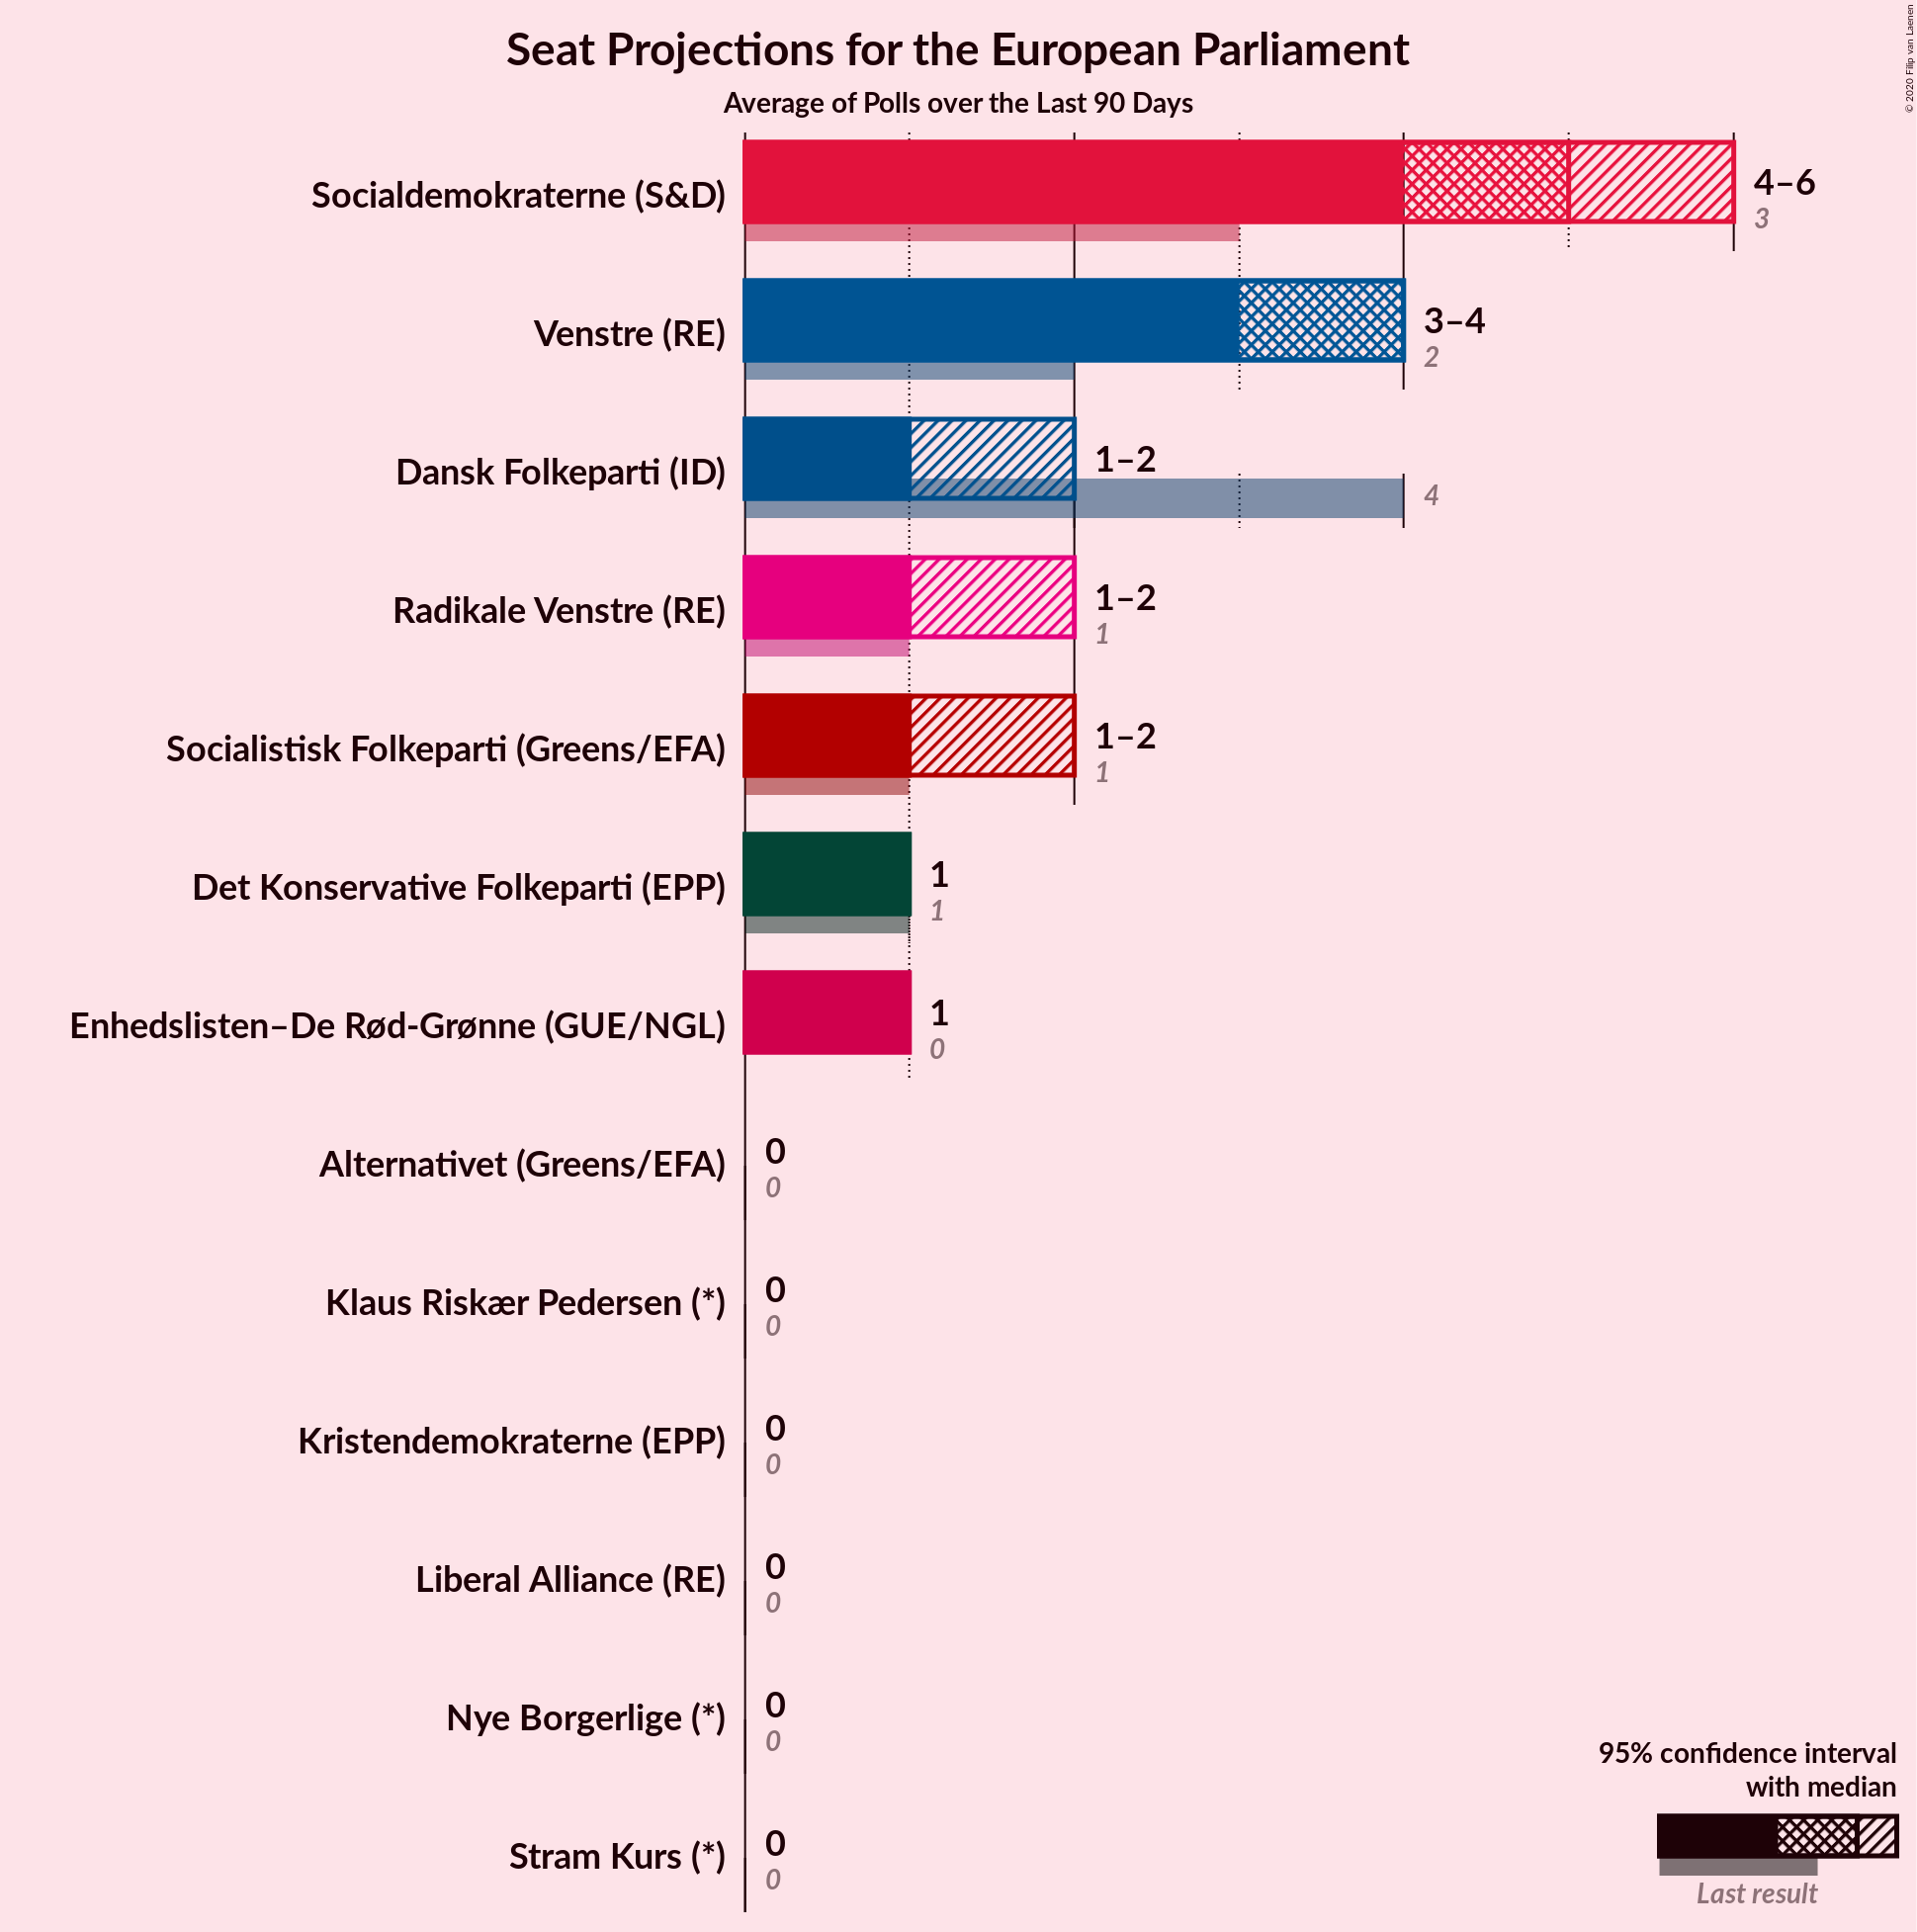 Seat Projections for the European Parliament
Average of Polls over the Last 90 Days
© 2020 Filip van Laenen
Socialdemokraterne (S&D)
4–6
3
Venstre (RE)
3–4
2
Dansk Folkeparti (ID)
1–2
4
Radikale Venstre (RE)
1–2
1
Socialistisk Folkeparti (Greens/EFA)
1–2
1
Det Konservative Folkeparti (EPP)
1
1
Enhedslisten–De Rød-Grønne (GUE/NGL)
1
0
Alternativet (Greens/EFA)
0
0
Klaus Riskær Pedersen (*)
0
0
Kristendemokraterne (EPP)
0
0
Liberal Alliance (RE)
0
0
Nye Borgerlige (*)
0
0
Stram Kurs (*)
0
0
95% confidence interval
with median
Last result